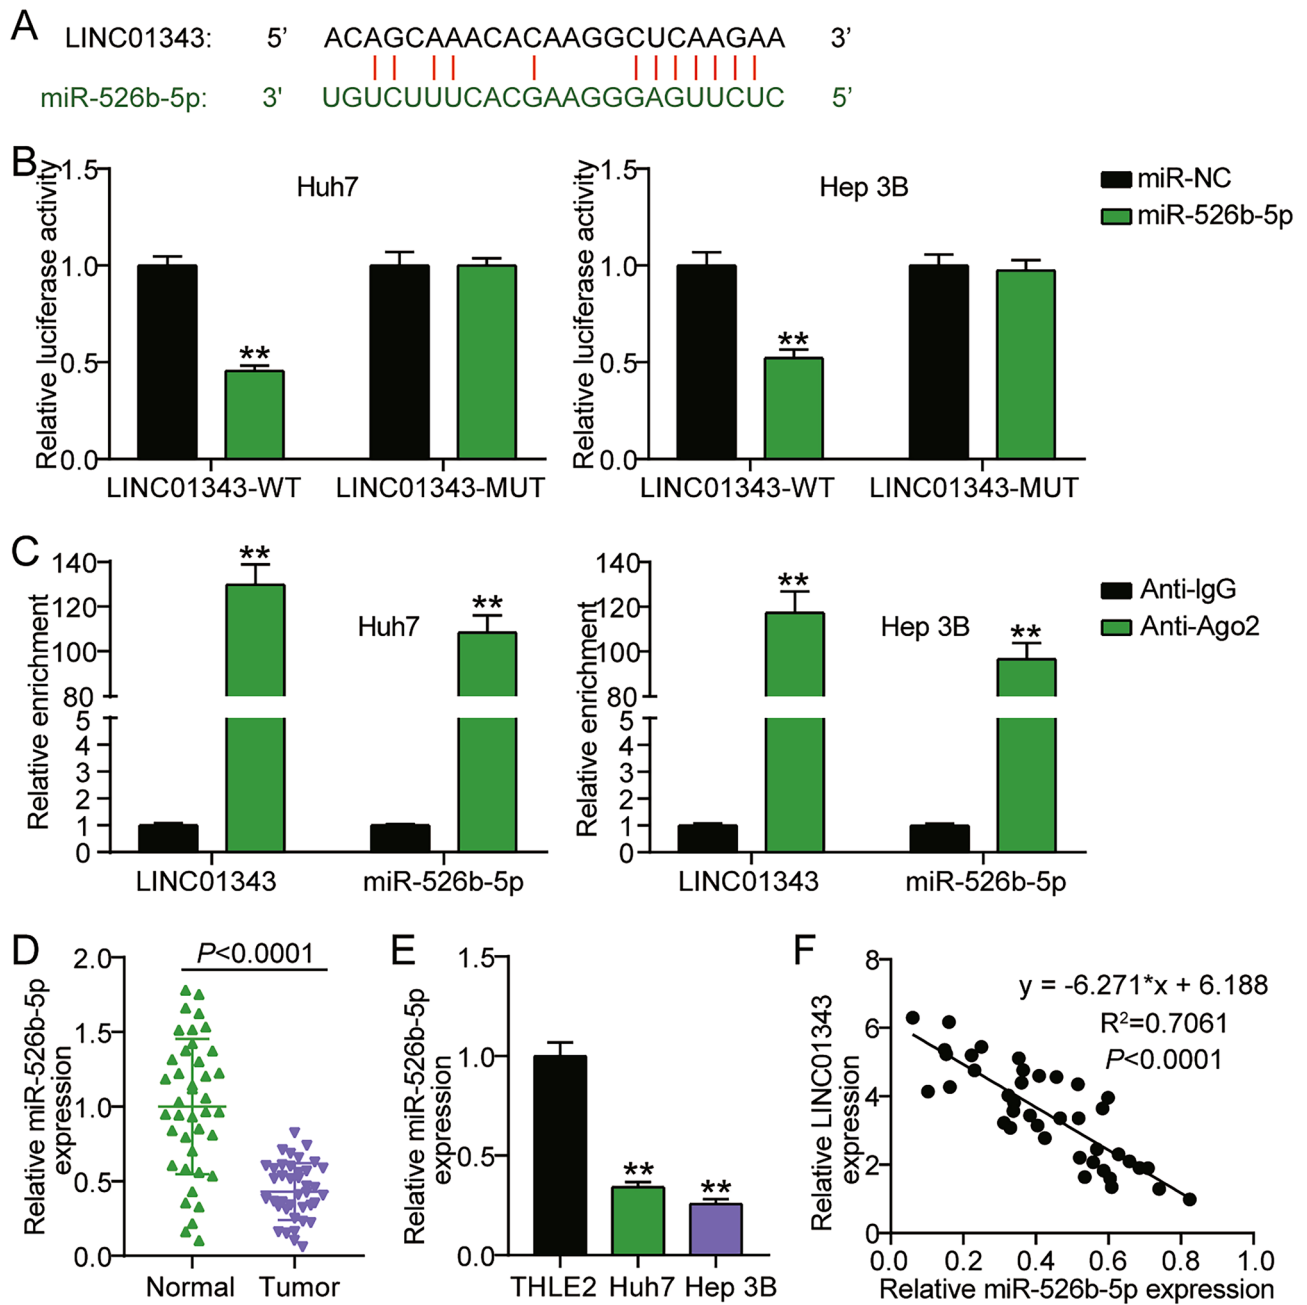 A
LINC01343: 5’ ACAGCAAACACAAGGCUCAAGAA 3’
miR-526b-5p: 3' UGUCUUUCACGAAGGGAGUUCUC 5’
B
Relative luciferase activity
1.5
1.0
0.5
0.0
Huh7
LINC01343-WT LINC01343-MUT
Relative luciferase activity
1.5
1.0
0.5
0.0
Hep 3B
LINC01343-WT LINC01343-MUT
miR-NC
miR-526b-5p
C
Relative enrichment
140
120
100
80
5
4
3
2
1
0
Huh7
** **
LINC01343 miR-526b-5p
Relative enrichment
140
120
100
80
5
4
3
2
1
0
Hep 3B
** **
LINC01343 miR-526b-5p
Anti-IgG
Anti-Ago2
D
Relative miR-526b-5p
expression
2.0
1.5
1.0
0.5
0.0
P<0.0001
Normal Tumor
E
Relative miR-526b-5p
expression
1.5
1.0
0.5
0.0
** **
THLE2 Huh7 Hep 3B
F
Relative LINC01343
expression
8
6
4
2
0
y = -6.271*x + 6.188
R²=0.7061
P<0.0001
0.0 0.2 0.4 0.6 0.8 1.0
Relative miR-526b-5p expression